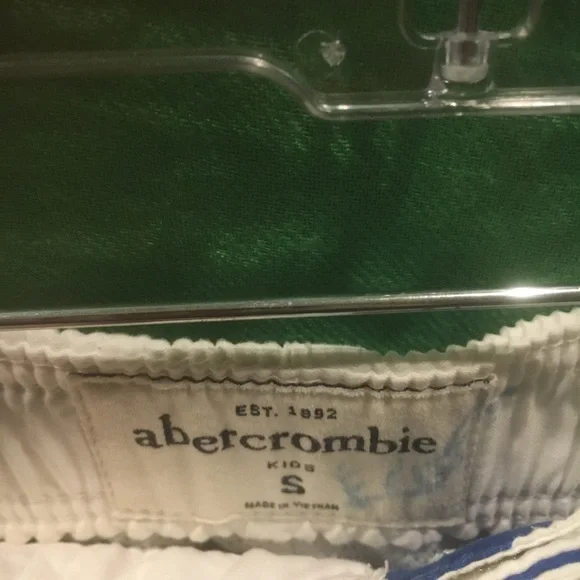 EST. 1892
abercrombie
KIDS
S
MADE IN VIETNAM